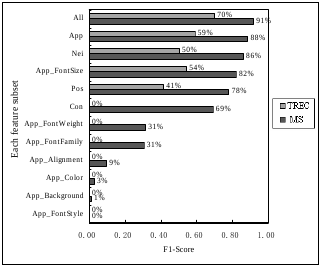 All 70%
91%
App 59%
88%
Nei 50%
86%
App_FontSize 54%
82%
Pos 41%
78%
Con 0%
69%
App_FontWeight 0%
31%
App_FontFamily 0%
31%
App_Alignment 0%
9%
App_Color 0%
3%
App_Background 0%
1%
App_FontStyle 0%
0%
0.00 0.20 0.40 0.60 0.80 1.00
F1-Score
Each feature subset
TREC
MS